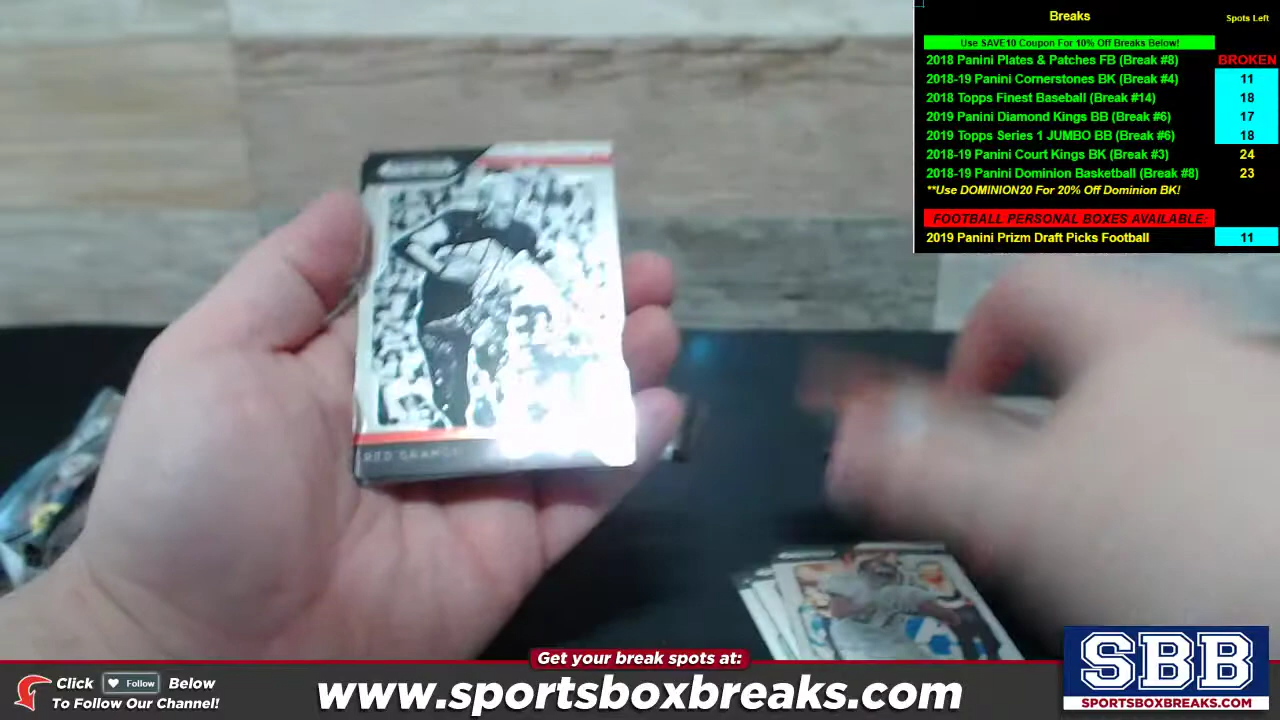 Breaks
Spots Left
Use SAVE10 Coupon For 10% Off Breaks Below!
2018 Panini Plates & Patches FB (Break #8) BROKEN
2018-19 Panini Cornerstones BK (Break #4) 11
2018 Topps Finest Baseball (Break #14) 18
2019 Panini Diamond Kings BB (Break #6) 17
2019 Topps Series 1 JUMBO BB (Break #6) 18
2018-19 Panini Court Kings BK (Break #3) 24
2018-19 Panini Dominion Basketball (Break #8) 23
**Use DOMINION20 For 20% Off Dominion BK!
FOOTBALL PERSONAL BOXES AVAILABLE:
2019 Panini Prizm Draft Picks Football 11
RED GRANGE
Get your break spots at:
Click Follow Below
To Follow Our Channel!
www.sportsboxbreaks.com
SBB
SPORTSBOXBREAKS.COM